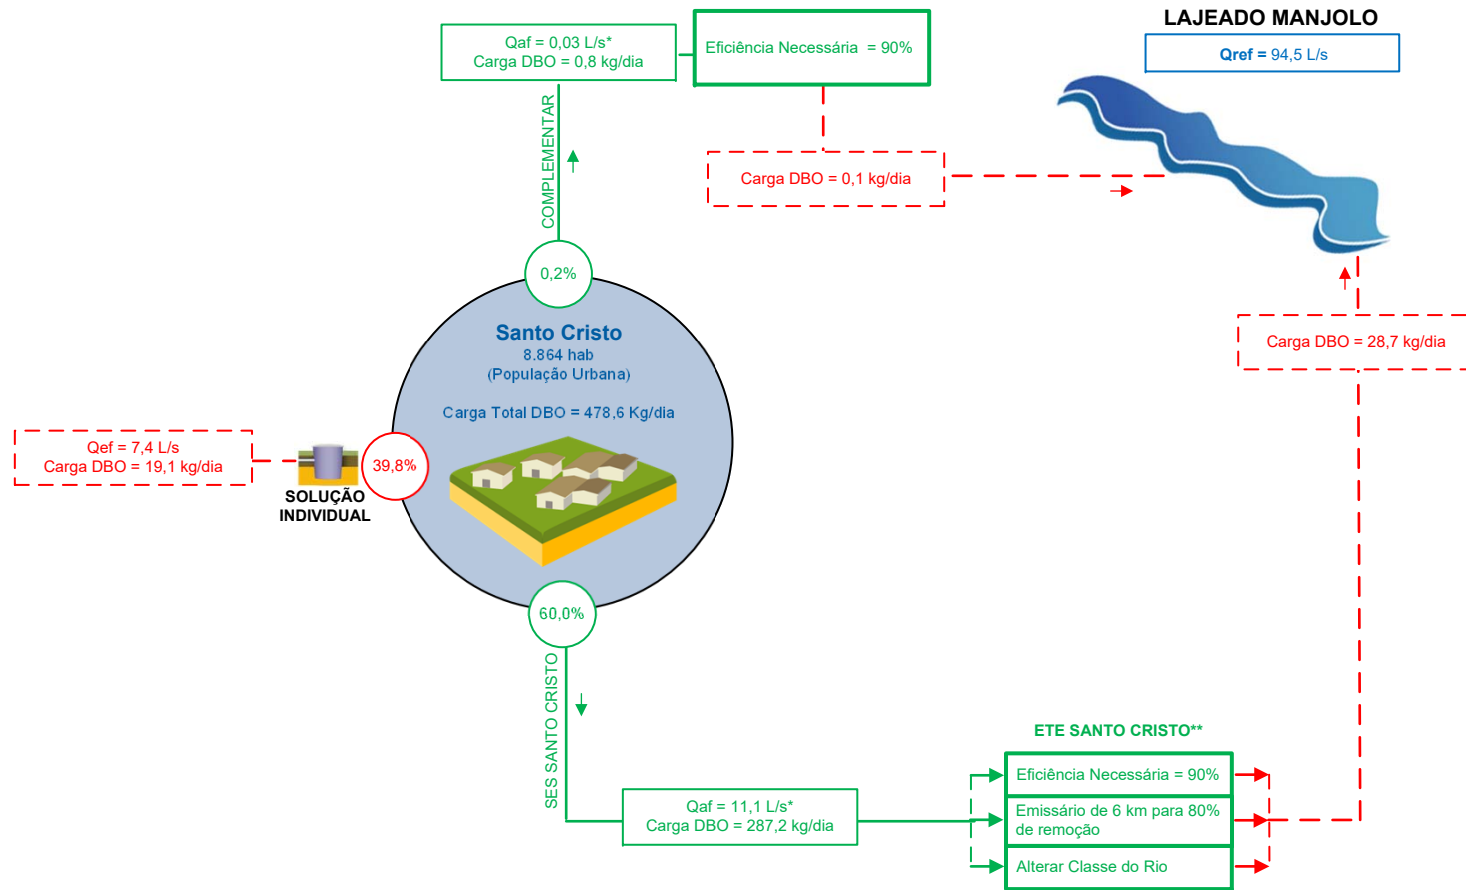 LAJEADO MANJOLO
Qref = 94,5 L/s
Qaf = 0,03 L/s*
Carga DBO = 0,8 kg/dia
Eficiência Necessária = 90%
Carga DBO = 0,1 kg/dia
COMPLEMENTAR
0,2%
Santo Cristo
8.864 hab
(População Urbana)
Carga Total DBO = 478,6 Kg/dia
Carga DBO = 28,7 kg/dia
Qef = 7,4 L/s
Carga DBO = 19,1 kg/dia
39,8%
SOLUÇÃO
INDIVIDUAL
60,0%
SES SANTO CRISTO
Qaf = 11,1 L/s*
Carga DBO = 287,2 kg/dia
ETE SANTO CRISTO**
Eficiência Necessária = 90%
Emissário de 6 km para 80%
de remoção
Alterar Classe do Rio